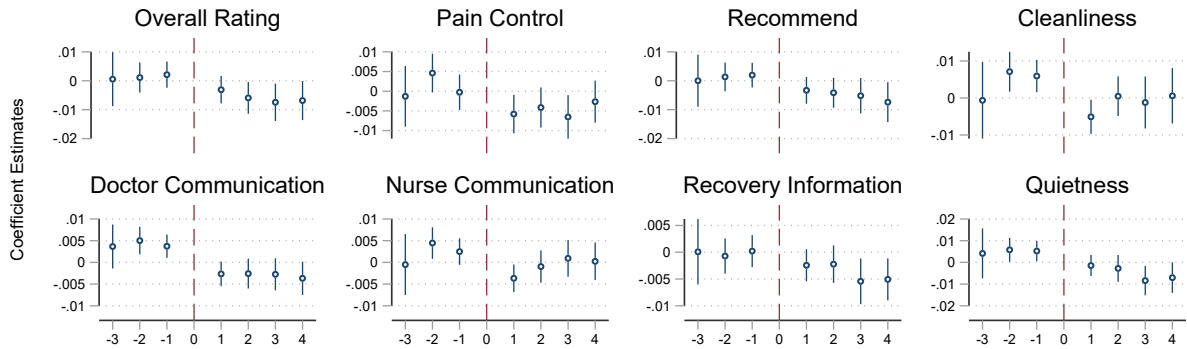 Overall Rating
Pain Control
Recommend
Cleanliness
.01
0
-.01
-.02
.01
.005
0
-.005
-.01
.01
0
-.01
-.02
.01
0
-.01
Coefficient Estimates
Doctor Communication
Nurse Communication
Recovery Information
Quietness
.01
.005
0
-.005
-.01
.01
.005
0
-.005
-.01
.005
0
-.005
-.01
.02
.01
0
-.01
-.02
-3 -2 -1 0 1 2 3 4
-3 -2 -1 0 1 2 3 4
-3 -2 -1 0 1 2 3 4
-3 -2 -1 0 1 2 3 4